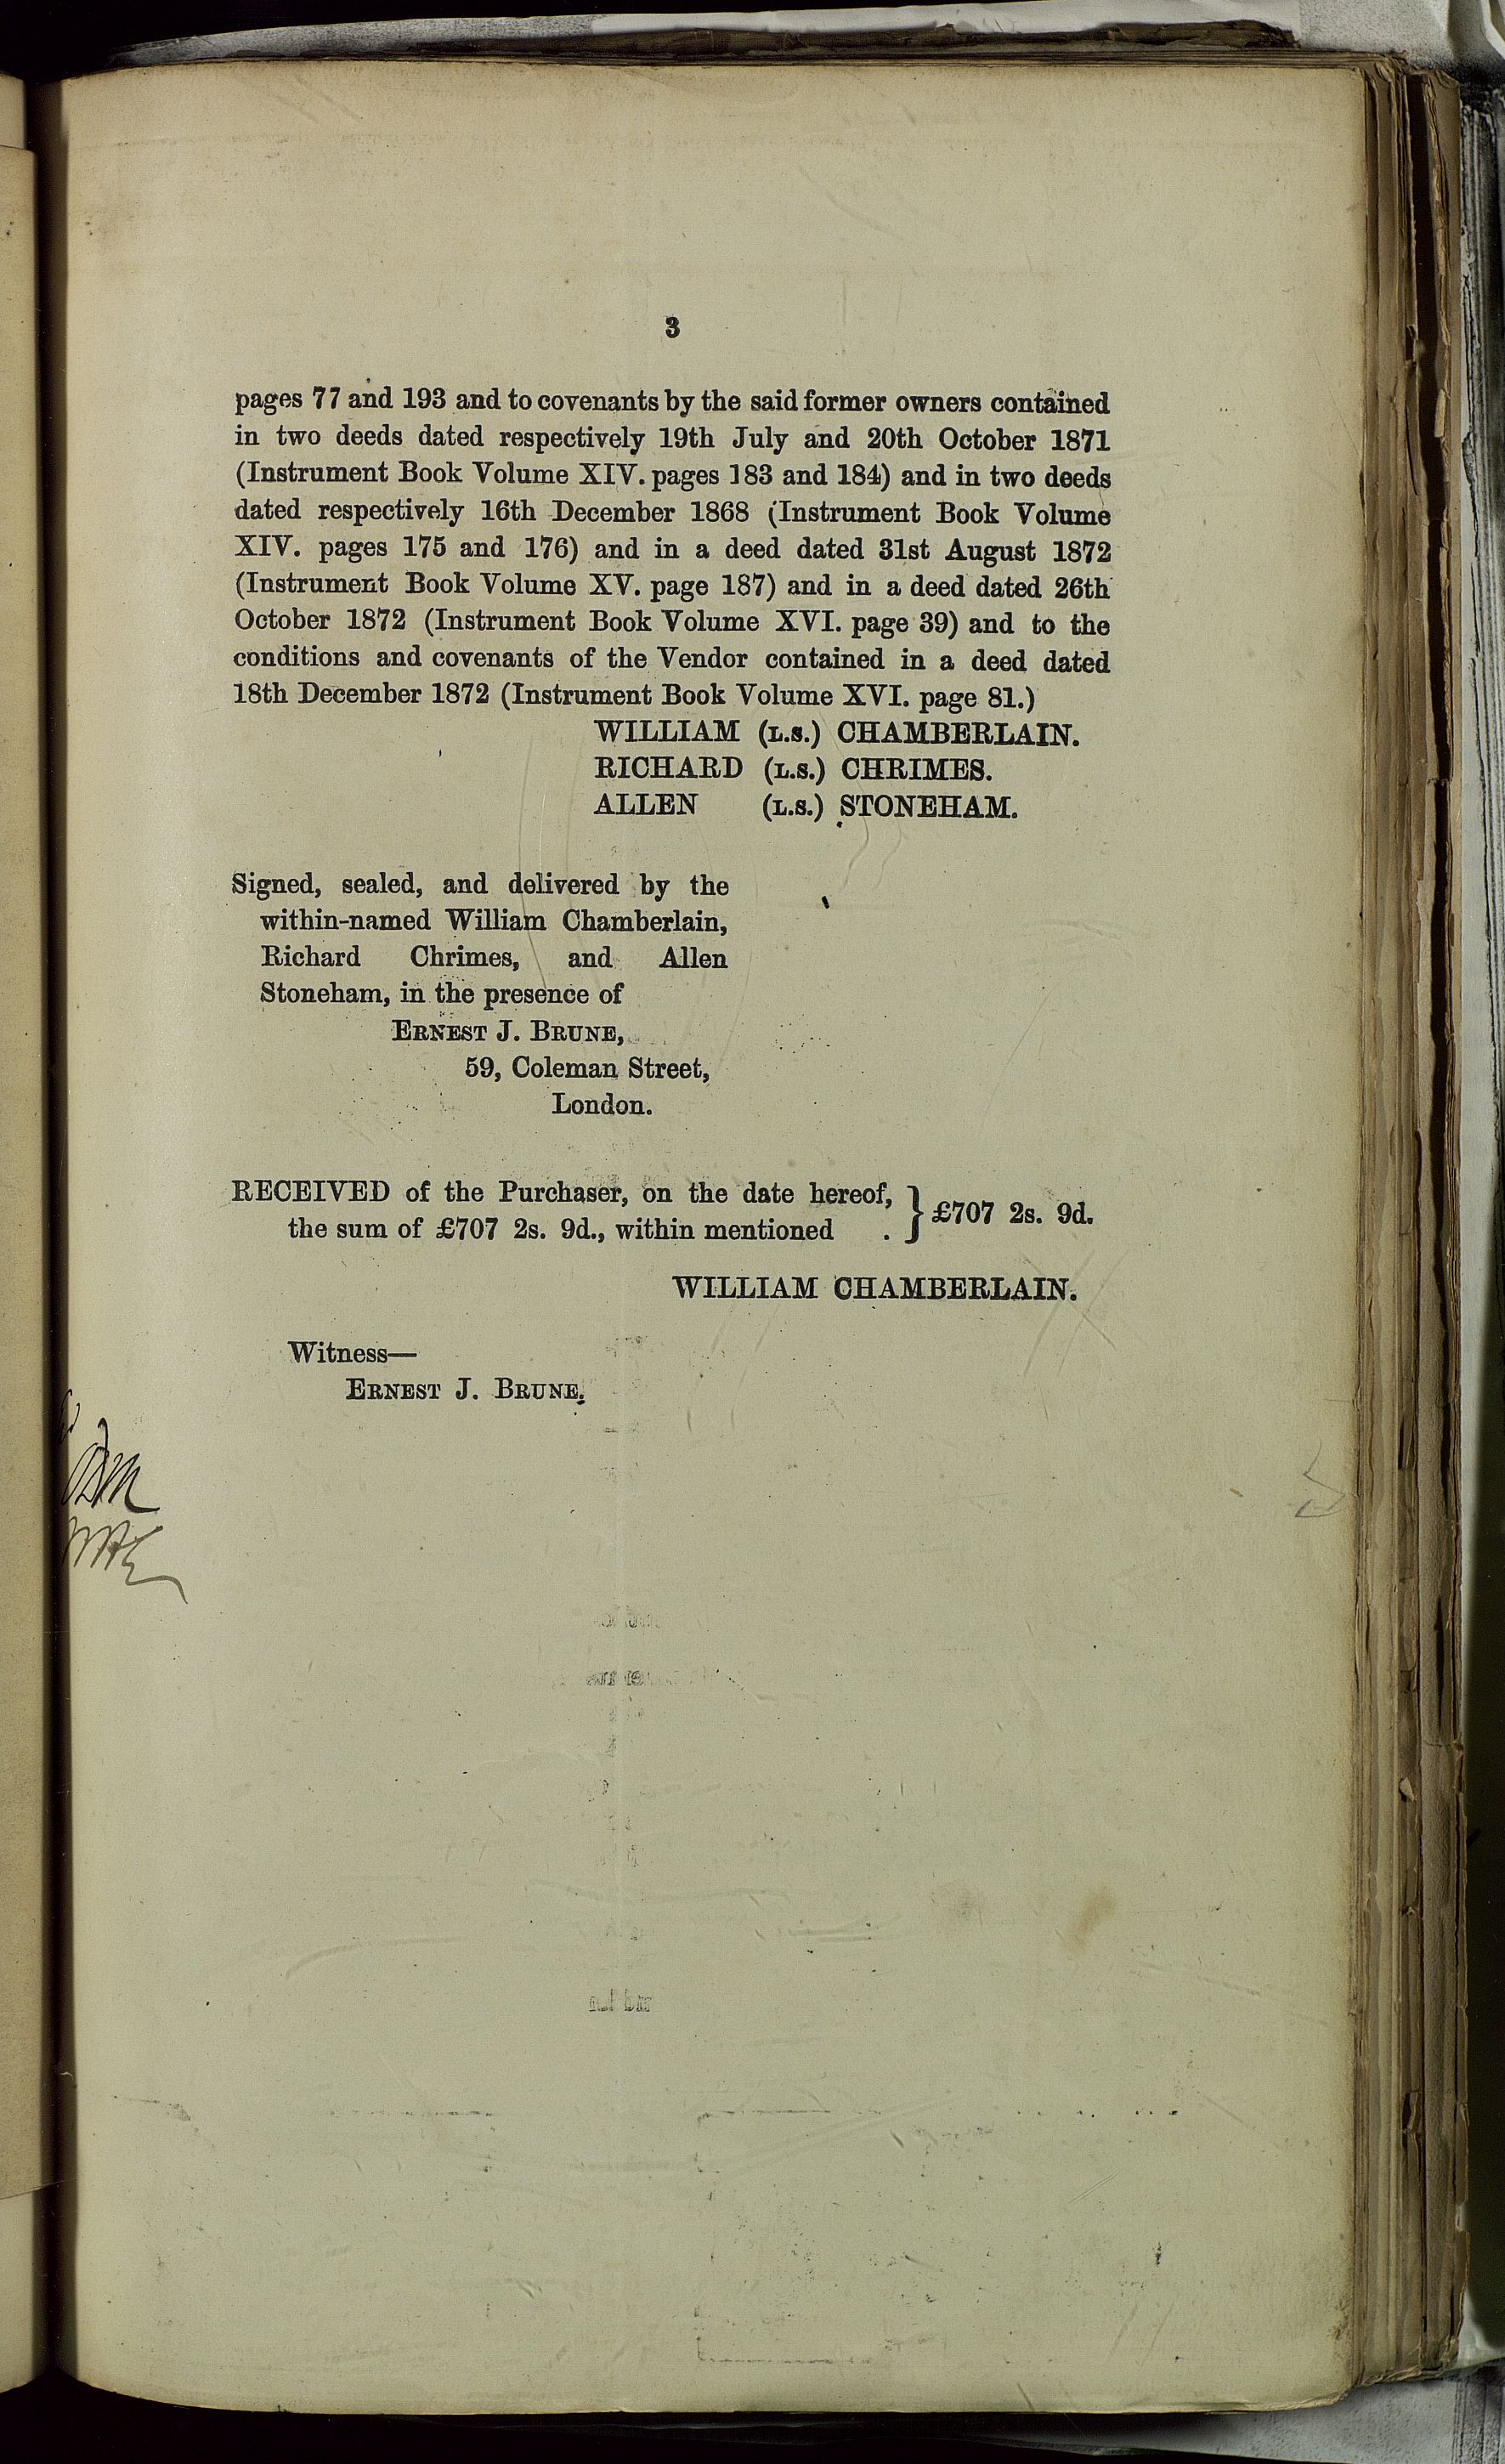 3
pages 77 and 193 and to covenants by the said former owners contained
in two deeds dated respectively 19th July and 20th October 1871
(Instrument Book Volume XIV. pages 183 and 184) and in two deeds
dated respectively 16th December 1868 (Instrument Book Volume
XIV. pages 175 and 176) and in a deed dated 31st August 1872
(Instrument Book Volume XV. page 187) and in a deed dated 26th
October 1872 (Instrument Book Volume XVI. page 39) and to the
conditions and covenants of the Vendor contained in a deed dated
18th December 1872 (Instrument Book Volume XVI. page 81.)
WILLIAM (L.S.) CHAMBERLAIN.
RICHARD (L.S.) CHRIMES.
ALLEN (L.S.) STONEHAM.
Signed, sealed, and delivered by the
within-named William Chamberlain,
Richard Chrimes, and Allen
Stoneham, in the presence of
ERNEST J. BRUNE,
59, Coleman Street,
London.
RECEIVED of the Purchaser, on the date hereof,
the sum of £707 2s. 9d., within mentioned . } £707 2s. 9d.
WILLIAM CHAMBERLAIN.
Witness—
ERNEST J. BRUNE.